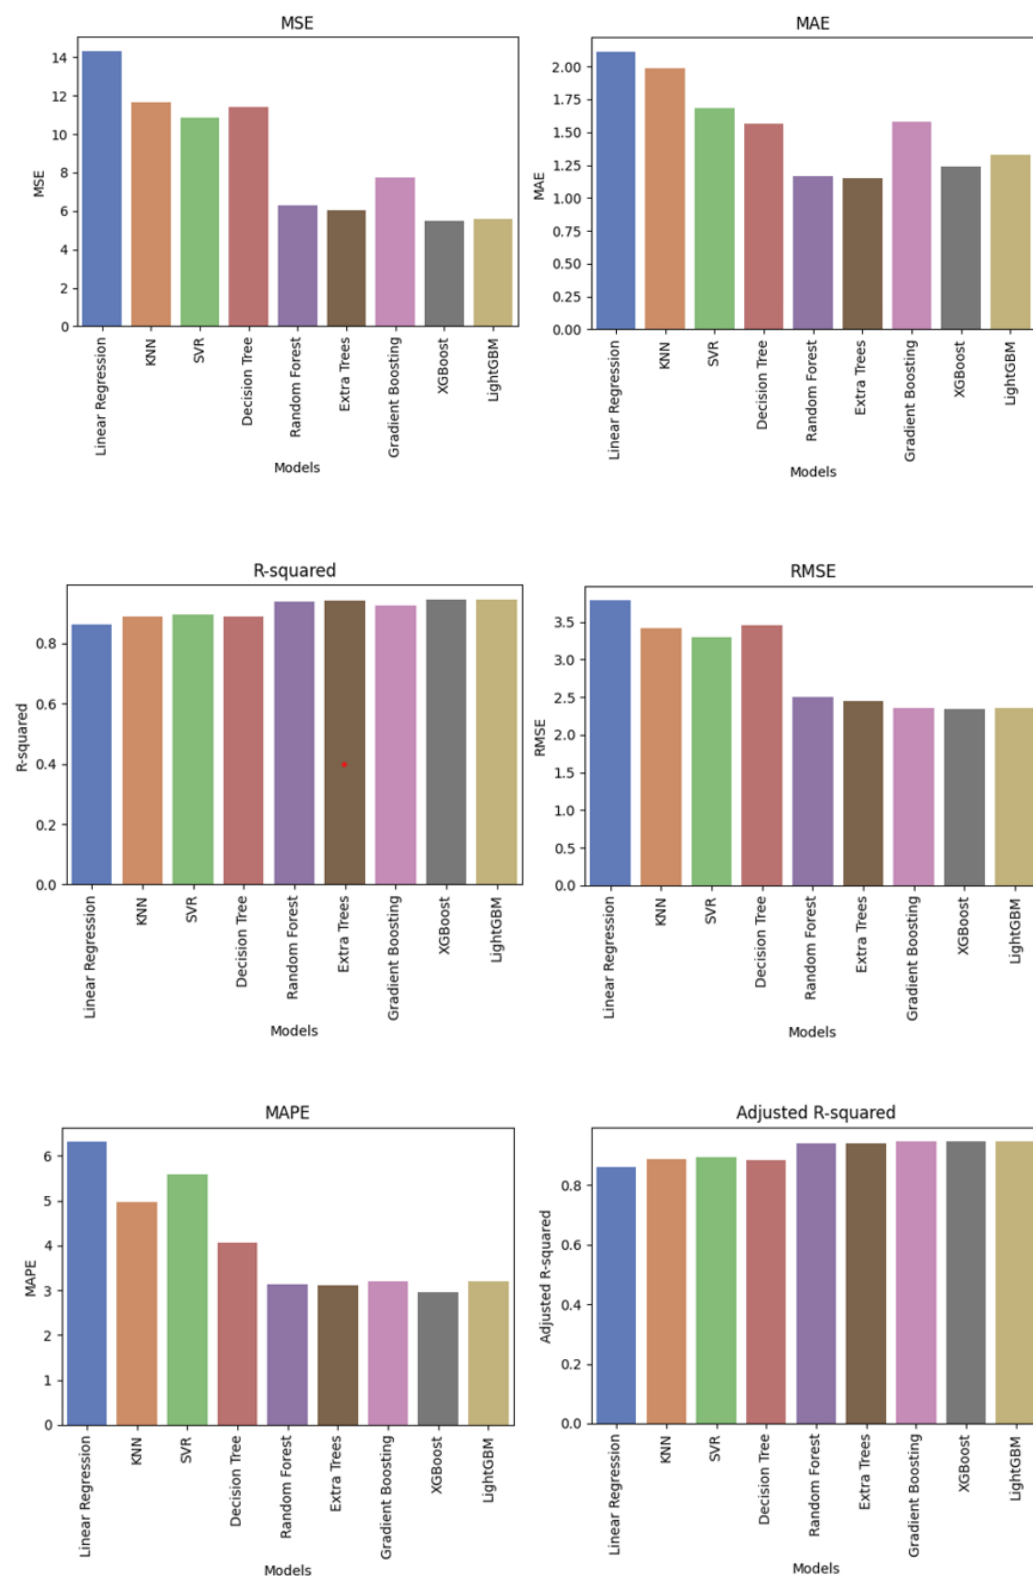 MSE
14
12
10
8
6
4
2
0
MSE
Linear Regression
KNN
SVR
Decision Tree
Random Forest
Extra Trees
Gradient Boosting
XGBoost
LightGBM
Models
MAE
2.00
1.75
1.50
1.25
1.00
0.75
0.50
0.25
0.00
MAE
Linear Regression
KNN
SVR
Decision Tree
Random Forest
Extra Trees
Gradient Boosting
XGBoost
LightGBM
Models
R-squared
0.8
0.6
0.4
0.2
0.0
R-squared
Linear Regression
KNN
SVR
Decision Tree
Random Forest
Extra Trees
Gradient Boosting
XGBoost
LightGBM
Models
RMSE
3.5
3.0
2.5
2.0
1.5
1.0
0.5
0.0
RMSE
Linear Regression
KNN
SVR
Decision Tree
Random Forest
Extra Trees
Gradient Boosting
XGBoost
LightGBM
Models
MAPE
6
5
4
3
2
1
0
MAPE
Linear Regression
KNN
SVR
Decision Tree
Random Forest
Extra Trees
Gradient Boosting
XGBoost
LightGBM
Models
Adjusted R-squared
0.8
0.6
0.4
0.2
0.0
Adjusted R-squared
Linear Regression
KNN
SVR
Decision Tree
Random Forest
Extra Trees
Gradient Boosting
XGBoost
LightGBM
Models